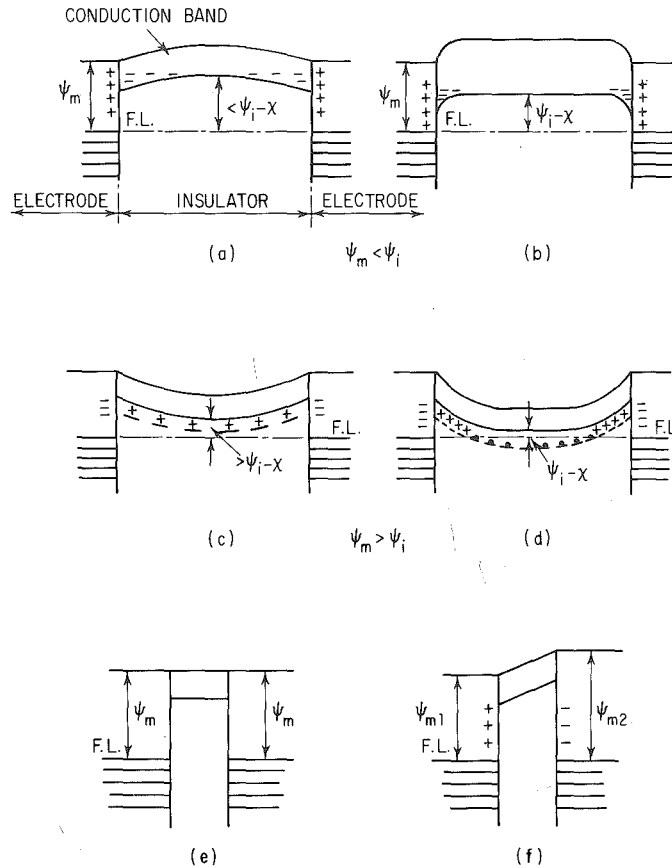 CONDUCTION BAND
ψm
F.L.
<ψi-χ
ψm
F.L.
ψi-χ
ELECTRODE
INSULATOR
ELECTRODE
(a)
ψm<ψi
(b)
F.L.
>ψi-χ
F.L.
ψi-χ
(c)
ψm>ψi
(d)
ψm
ψm
F.L.
ψm1
ψm2
F.L.
(e)
(f)